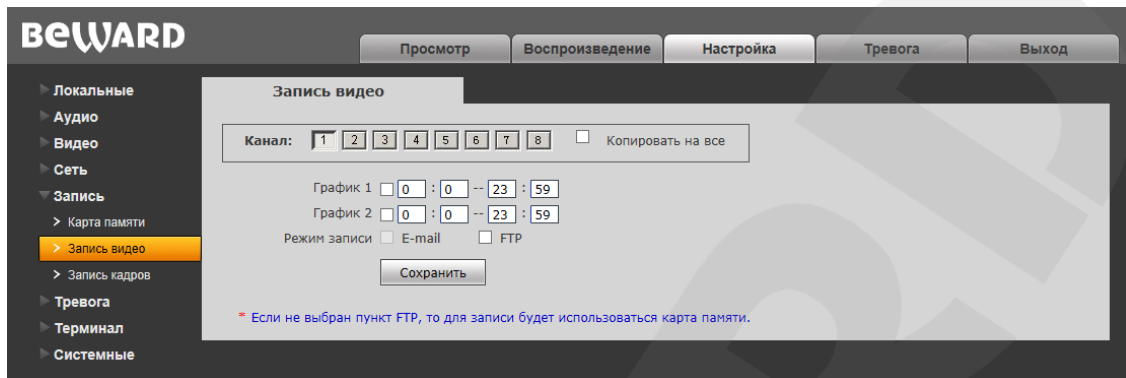 BEWARD
Просмотр Воспроизведение Настройка Тревога Выход
Локальные
Аудио
Видео
Сеть
Запись
> Карта памяти
> Запись видео
> Запись кадров
Тревога
Терминал
Системные
Запись видео
Канал: 1 2 3 4 5 6 7 8 Копировать на все
График 1 0 : 0 -- 23 : 59
График 2 0 : 0 -- 23 : 59
Режим записи E-mail FTP
Сохранить
* Если не выбран пункт FTP, то для записи будет использоваться карта памяти.